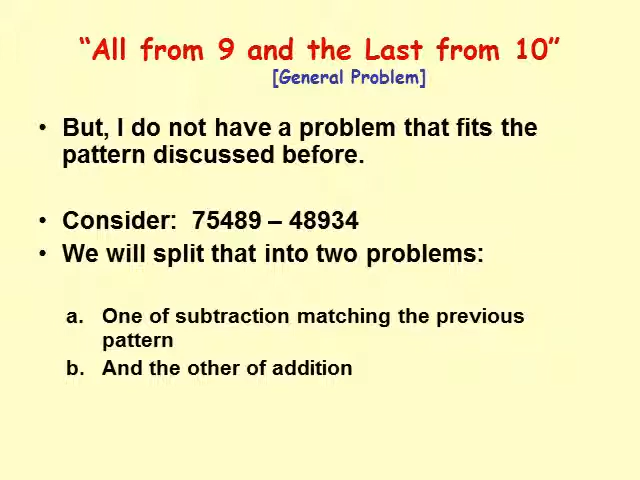 “All from 9 and the Last from 10”
[General Problem]
• But, I do not have a problem that fits the
pattern discussed before.
• Consider: 75489 – 48934
• We will split that into two problems:
a. One of subtraction matching the previous
pattern
b. And the other of addition